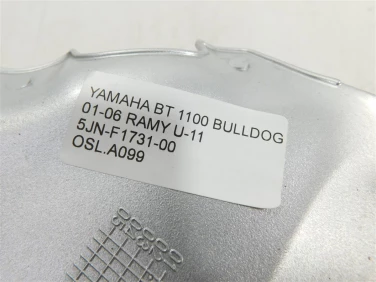 YAMAHA BT 1100 BULLDOG
01-06 RAMY U-11
5JN-F1731-00
OSL.A099